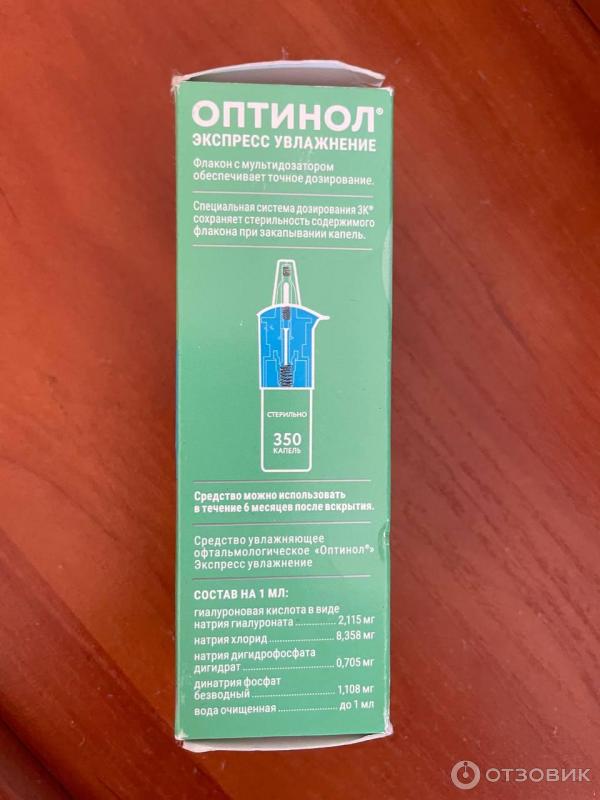 ОПТИНОЛ®
ЭКСПРЕСС УВЛАЖНЕНИЕ
Флакон с мультидозатором
обеспечивает точное дозирование.
Специальная система дозирования 3К®
сохраняет стерильность содержимого
флакона при закапывании капель.
СТЕРИЛЬНО
350
КАПЕЛЬ
Средство можно использовать
в течение 6 месяцев после вскрытия.
Средство увлажняющее
офтальмологическое «Оптинол®»
Экспресс увлажнение
СОСТАВ НА 1 МЛ:
гиалуроновая кислота в виде
натрия гиалуроната .............. 2,115 мг
натрия хлорид ..................... 8,358 мг
натрия дигидрофосфата
дигидрат ............................. 0,705 мг
динатрия фосфат
безводный .......................... 1,108 мг
вода очищенная .................. до 1 мл
ОТЗОВИК